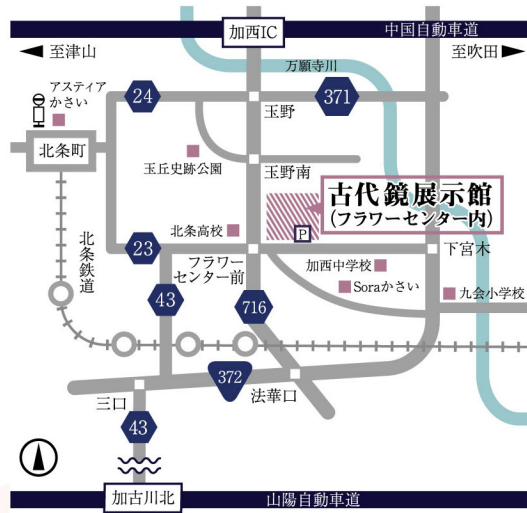 加西IC
中国自動車道
至津山
至吹田
万願寺川
アスティア
かさい
24
玉野
371
北条町
玉丘史跡公園
玉野南
古代鏡展示館
(フラワーセンター内)
P
北条高校
北条鉄道
23
フラワー
センター前
加西中学校
下宮木
Soraかさい
九会小学校
43
716
372
三口
法華口
43
加古川北
山陽自動車道